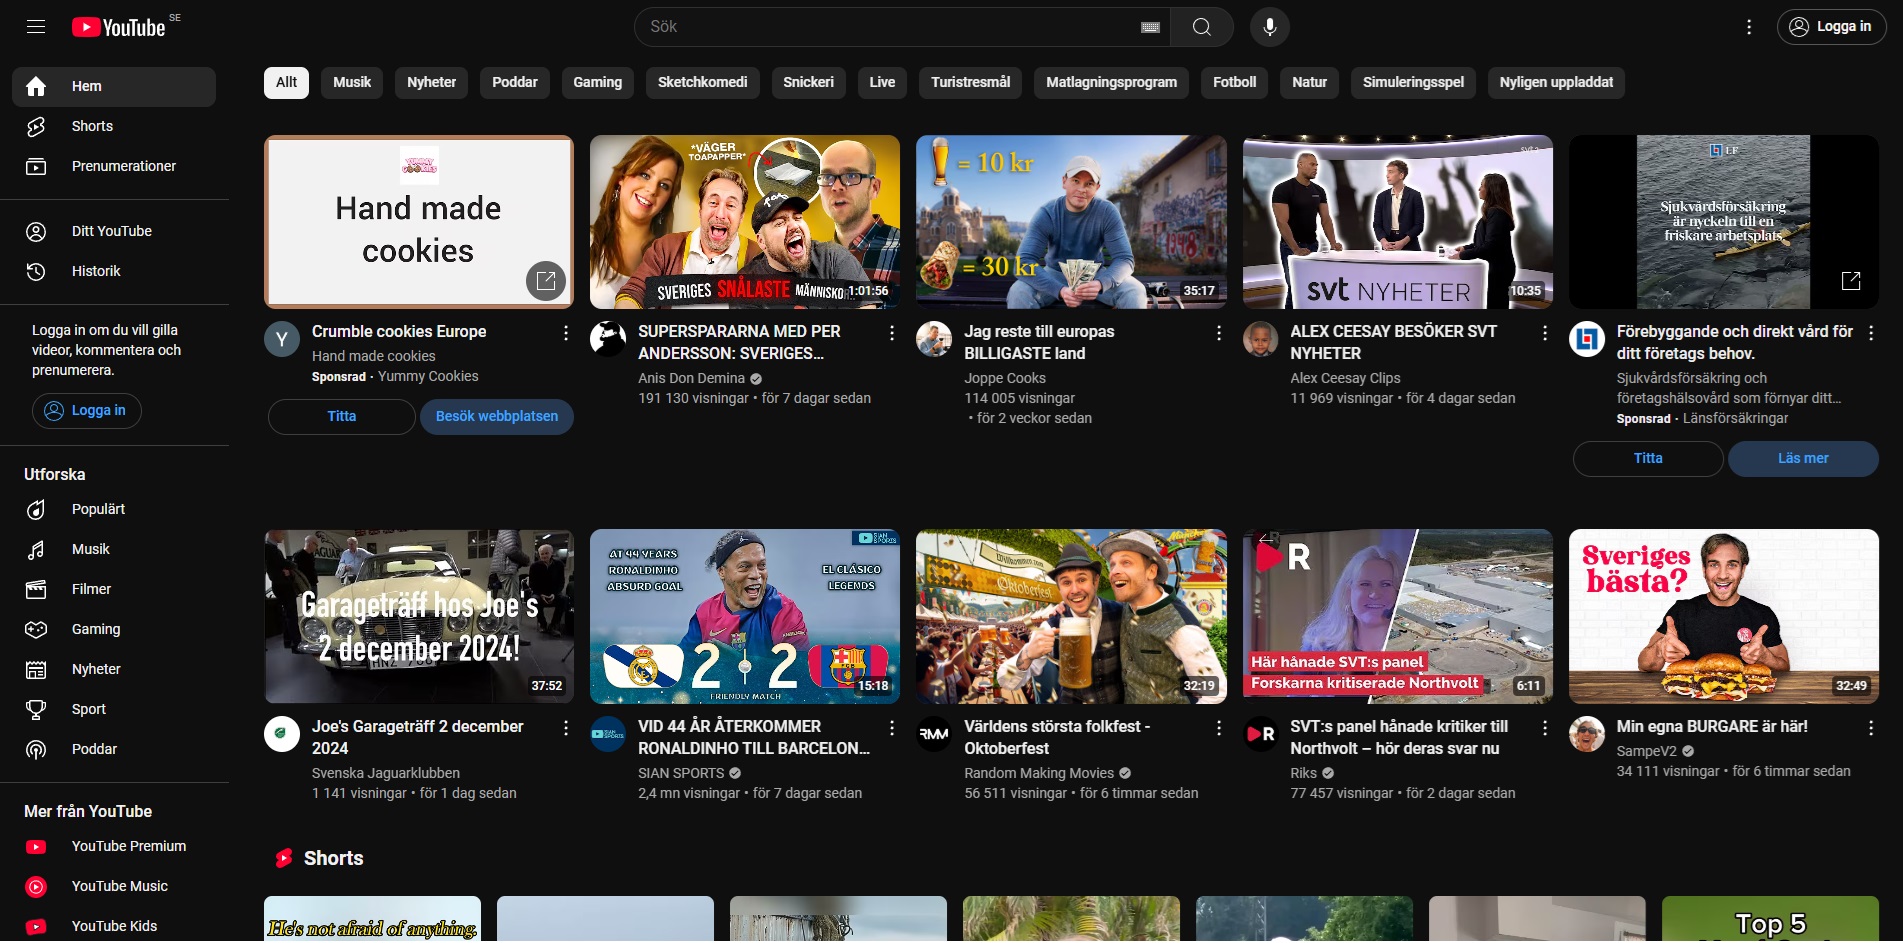 YouTube SE
Sök
Logga in
Hem
Shorts
Prenumerationer
Ditt YouTube
Historik
Logga in om du vill gilla
videor, kommentera och
prenumerera.
Logga in
Utforska
Populärt
Musik
Filmer
Gaming
Nyheter
Sport
Poddar
Mer från YouTube
YouTube Premium
YouTube Music
YouTube Kids
Allt
Musik
Nyheter
Poddar
Gaming
Sketchkomedi
Snickeri
Live
Turistresmål
Matlagningsprogram
Fotboll
Natur
Simuleringsspel
Nyligen uppladdat
YUMMY
COOKIES
Hand made
cookies
Y
Crumble cookies Europe
Hand made cookies
Sponsrad · Yummy Cookies
Titta
Besök webbplatsen
*VÄGER
TOAPAPPER*
SVERIGES SNÅLASTE
1:01:56
SUPERSPARARNA MED PER
ANDERSSON: SVERIGES...
Anis Don Demina
191 130 visningar • för 7 dagar sedan
= 10 kr
= 30 kr
35:17
Jag reste till europas
BILLIGASTE land
Joppe Cooks
114 005 visningar
• för 2 veckor sedan
svt NYHETER
10:35
ALEX CEESAY BESÖKER SVT
NYHETER
Alex Ceesay Clips
11 969 visningar • för 4 dagar sedan
LF
Sjukvårdsförsäkring
är nyckeln till en
friskare arbetsplats
Förebyggande och direkt vård för
ditt företags behov.
Sjukvårdsförsäkring och
företagshälsovård som förnyar ditt...
Sponsrad · Länsförsäkringar
Titta
Läs mer
JAGUAR
Garageträff hos Joe's
2 december 2024!
37:52
Joe's Garageträff 2 december
2024
Svenska Jaguarklubben
1 141 visningar • för 1 dag sedan
SIAN
SPORTS
AT 44 YEARS
RONALDINHO
ABSURD GOAL
EL CLÁSICO
LEGENDS
2 - 2
FRIENDLY MATCH
15:18
VID 44 ÅR ÅTERKOMMER
RONALDINHO TILL BARCELON...
SIAN SPORTS
2,4 mn visningar • för 7 dagar sedan
Oktoberfest
32:19
RMM
Världens största folkfest -
Oktoberfest
Random Making Movies
56 511 visningar • för 6 timmar sedan
R
Här hånade SVT:s panel
Forskarna kritiserade Northvolt
6:11
R
SVT:s panel hånade kritiker till
Northvolt – hör deras svar nu
Riks
77 457 visningar • för 2 dagar sedan
Sveriges
bästa?
32:49
Min egna BURGARE är här!
SampeV2
34 111 visningar • för 6 timmar sedan
Shorts
He's not afraid of anything.
Top 5